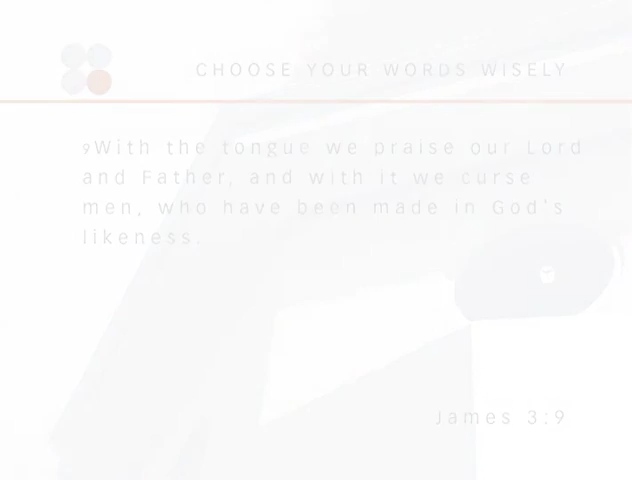 CHOOSE YOUR WORDS WISELY
9With the tongue we praise our Lord
and Father, and with it we curse
men, who have been made in God's
likeness.
James 3:9